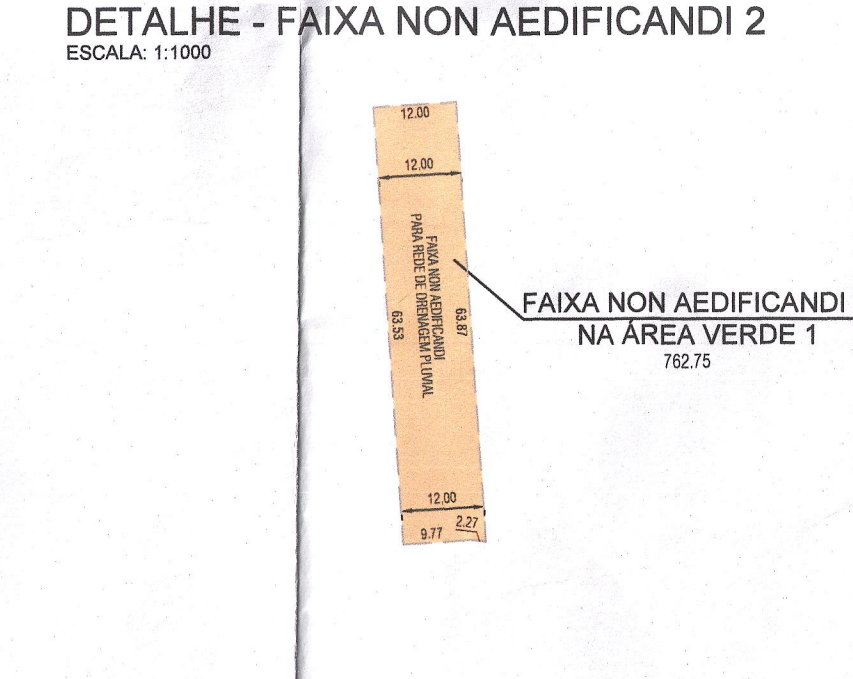 DETALHE - FAIXA NON AEDIFICANDI 2
ESCALA: 1:1000
12.00
12,00
FAIXA NON AEDIFICANDI
PARA REDE DE DRENAGEM PLUVIAL
63.87
63.53
FAIXA NON AEDIFICANDI
NA ÁREA VERDE 1
762.75
12,00
9.77
2.27